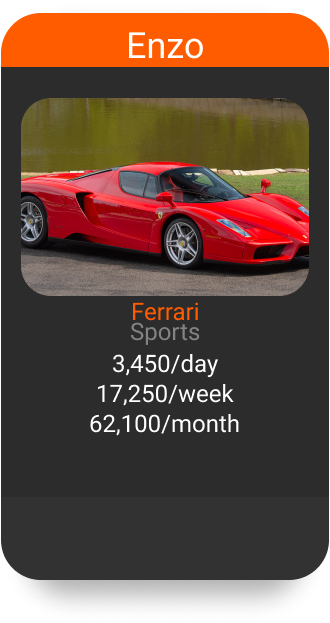 Enzo
Ferrari
Sports
3,450/day
17,250/week
62,100/month